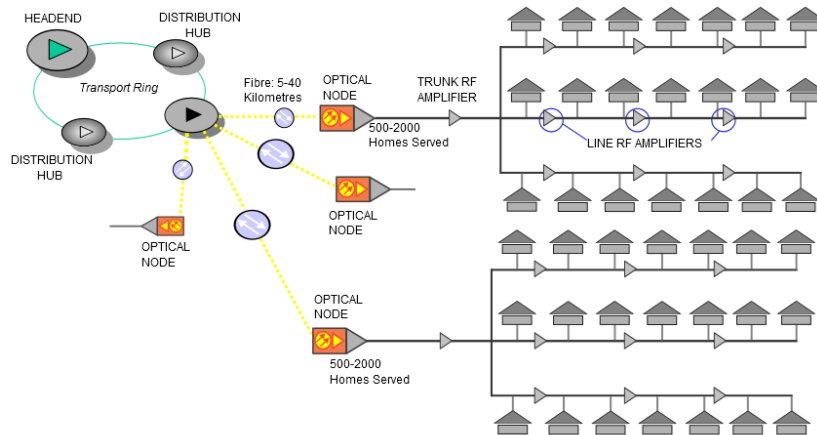 HEADEND
DISTRIBUTION
HUB
Transport Ring
Fibre: 5-40
Kilometres
OPTICAL
NODE
TRUNK RF
AMPLIFIER
500-2000
Homes Served
LINE RF AMPLIFIERS
DISTRIBUTION
HUB
OPTICAL
NODE
OPTICAL
NODE
OPTICAL
NODE
500-2000
Homes Served